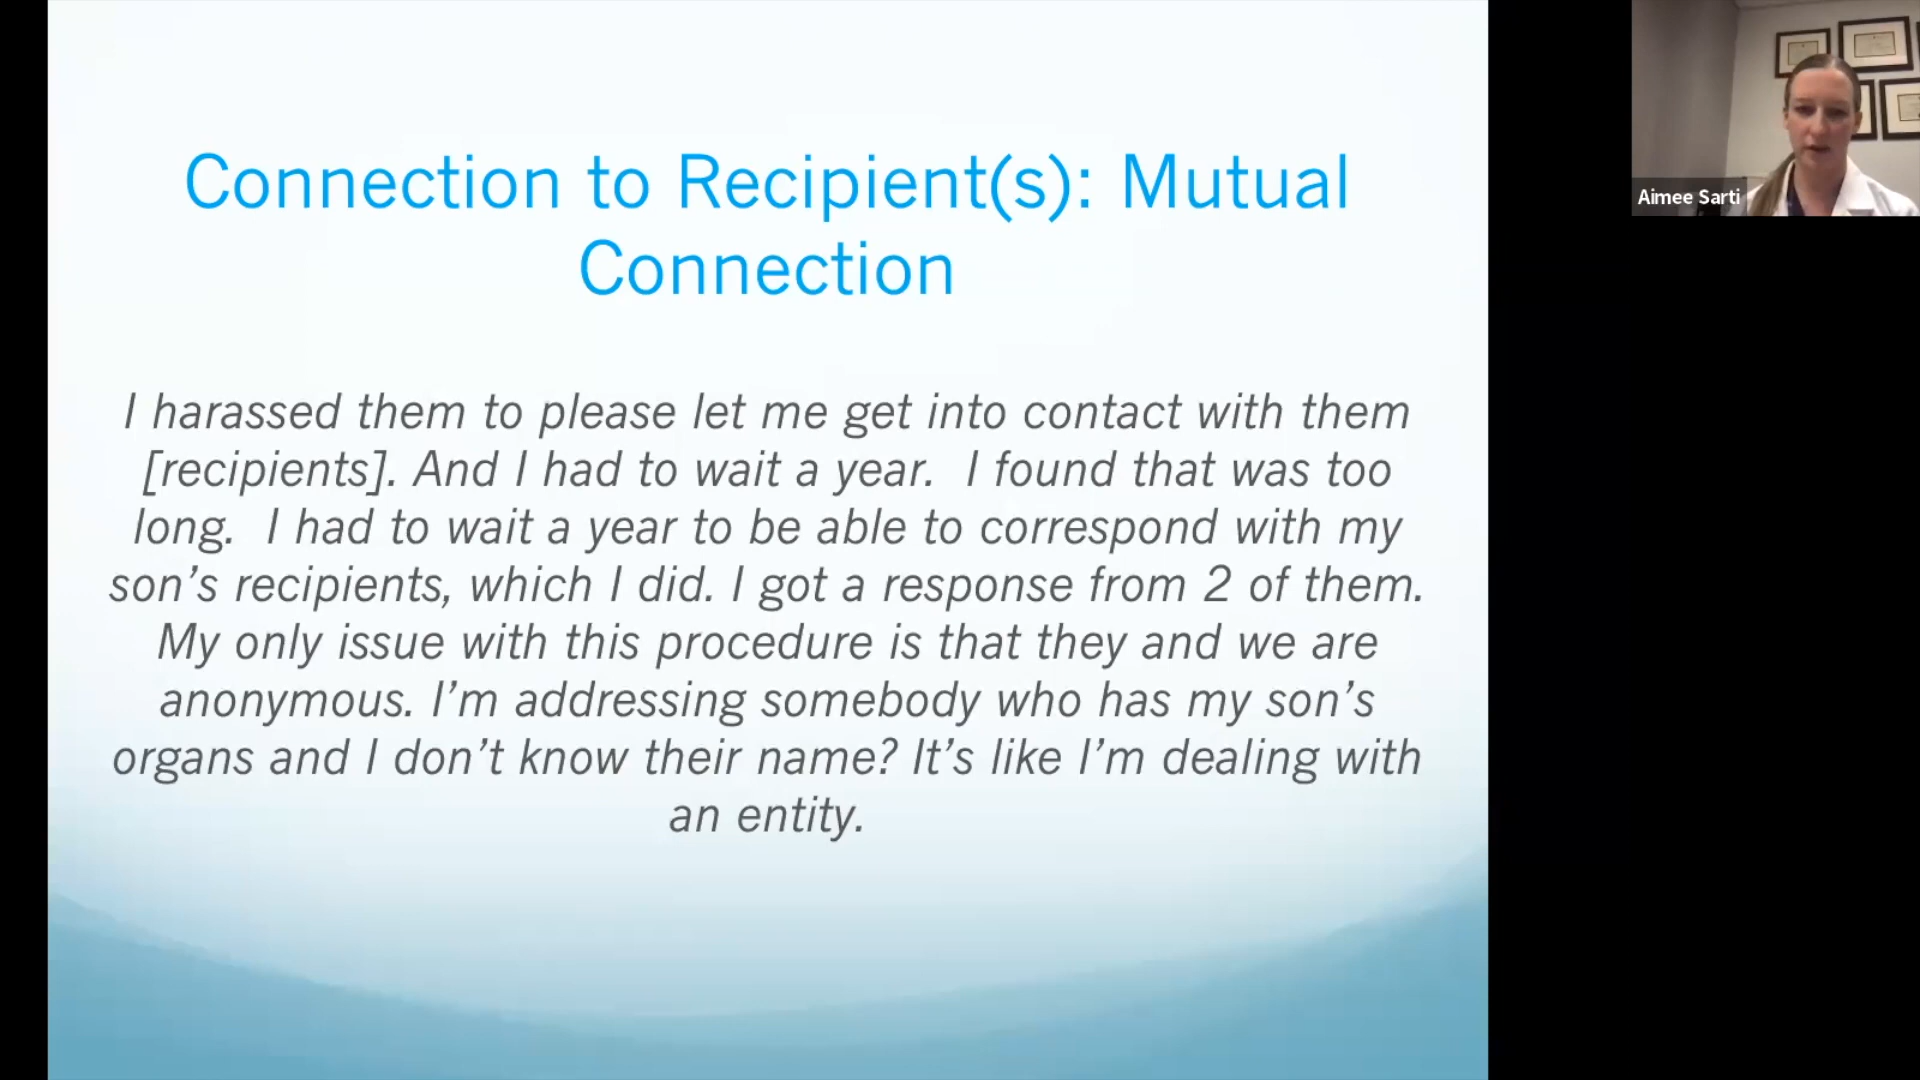 Connection to Recipient(s): Mutual
Connection
I harassed them to please let me get into contact with them
[recipients]. And I had to wait a year.  I found that was too
long.  I had to wait a year to be able to correspond with my
son’s recipients, which I did. I got a response from 2 of them.
My only issue with this procedure is that they and we are
anonymous. I’m addressing somebody who has my son’s
organs and I don’t know their name? It’s like I’m dealing with
an entity.
Aimee Sarti